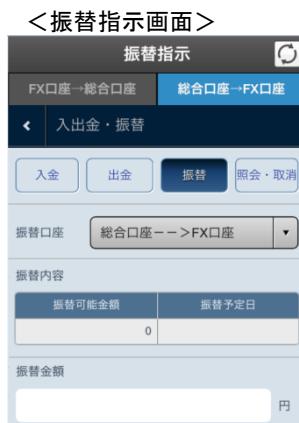 ＜振替指示画面＞
振替指示
FX口座→総合口座 総合口座→FX口座
入出金・振替
入金 出金 振替 照会・取消
振替口座 総合口座－－＞FX口座
振替内容
振替可能金額 振替予定日
0
振替金額
円